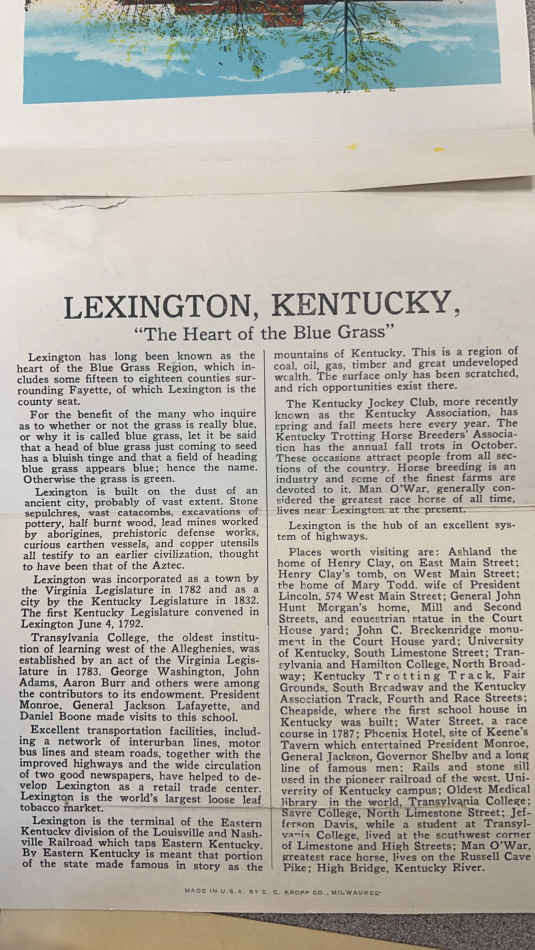 LEXINGTON, KENTUCKY,
"The Heart of the Blue Grass"
Lexington has long been known as the
heart of the Blue Grass Region, which in-
cludes some fifteen to eighteen counties sur-
rounding Fayette, of which Lexington is the
county seat.
For the benefit of the many who inquire
as to whether or not the grass is really blue,
or why it is called blue grass, let it be said
that a head of blue grass just coming to seed
has a bluish tinge and that a field of heading
blue grass appears blue; hence the name.
Otherwise the grass is green.
Lexington is built on the dust of an
ancient city, probably of vast extent. Stone
sepulchres, vast catacombs, excavations of
pottery, half burnt wood, lead mines worked
by aborigines, prehistoric defense works,
curious earthen vessels, and copper utensils
all testify to an earlier civilization, thought
to have been that of the Aztec.
Lexington was incorporated as a town by
the Virginia Legislature in 1782 and as a
city by the Kentucky Legislature in 1832.
The first Kentucky Legislature convened in
Lexington June 4, 1792.
Transylvania College, the oldest institu-
tion of learning west of the Alleghenies, was
established by an act of the Virginia Legis-
lature in 1783. George Washington, John
Adams, Aaron Burr and others were among
the contributors to its endowment. President
Monroe, General Jackson Lafayette, and
Daniel Boone made visits to this school.
Excellent transportation facilities, includ-
ing a network of interurban lines, motor
bus lines and steam roads, together with the
improved highways and the wide circulation
of two good newspapers, have helped to de-
velop Lexington as a retail trade center.
Lexington is the world's largest loose leaf
tobacco market.
Lexington is the terminal of the Eastern
Kentucky division of the Louisville and Nash-
ville Railroad which taps Eastern Kentucky.
By Eastern Kentucky is meant that portion
of the state made famous in story as the
mountains of Kentucky. This is a region of
coal, oil, gas, timber and great undeveloped
wealth. The surface only has been scratched,
and rich opportunities exist there.
The Kentucky Jockey Club, more recently
known as the Kentucky Association, has
spring and fall meets here every year. The
Kentucky Trotting Horse Breeders' Associa-
tion has the annual fall trots in October.
These occasions attract people from all sec-
tions of the country. Horse breeding is an
industry and some of the finest farms are
devoted to it. Man O'War, generally con-
sidered the greatest race horse of all time,
lives near Lexington at the present.
Lexington is the hub of an excellent sys-
tem of highways.
Places worth visiting are: Ashland the
home of Henry Clay, on East Main Street;
Henry Clay's tomb, on West Main Street;
the home of Mary Todd, wife of President
Lincoln, 574 West Main Street; General John
Hunt Morgan's home, Mill and Second
Streets, and equestrian statue in the Court
House yard; John C. Breckenridge monu-
ment in the Court House yard; University
of Kentucky, South Limestone Street; Tran-
sylvania and Hamilton College, North Broad-
way; Kentucky Trotting Track, Fair
Grounds, South Broadway and the Kentucky
Association Track, Fourth and Race Streets;
Cheapside, where the first school house in
Kentucky was built; Water Street, a race
course in 1787; Phoenix Hotel, site of Keene's
Tavern which entertained President Monroe,
General Jackson, Governor Shelby and a long
line of famous men; Rails and stone sill
used in the pioneer railroad of the west, Uni-
versity of Kentucky campus; Oldest Medical
library in the world, Transylvania College;
Sayre College, North Limestone Street; Jef-
ferson Davis, while a student at Transyl-
vania College, lived at the southwest corner
of Limestone and High Streets; Man O'War,
greatest race horse, lives on the Russell Cave
Pike; High Bridge, Kentucky River.
MADE IN U.S.A. BY E. C. KROPP CO., MILWAUKEE